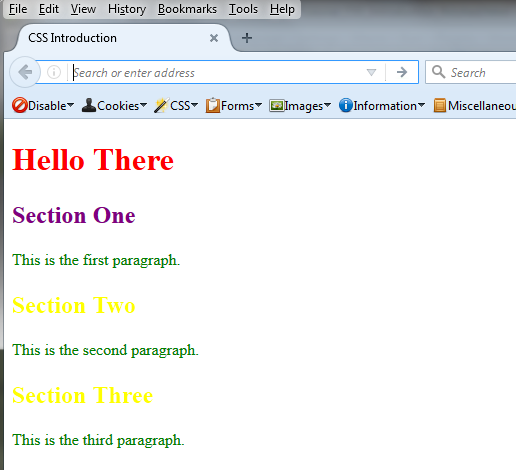 File Edit View History Bookmarks Tools Help
CSS Introduction
Search or enter address Search
Disable Cookies CSS Forms Images Information Miscellaneou
Hello There
Section One
This is the first paragraph.
Section Two
This is the second paragraph.
Section Three
This is the third paragraph.